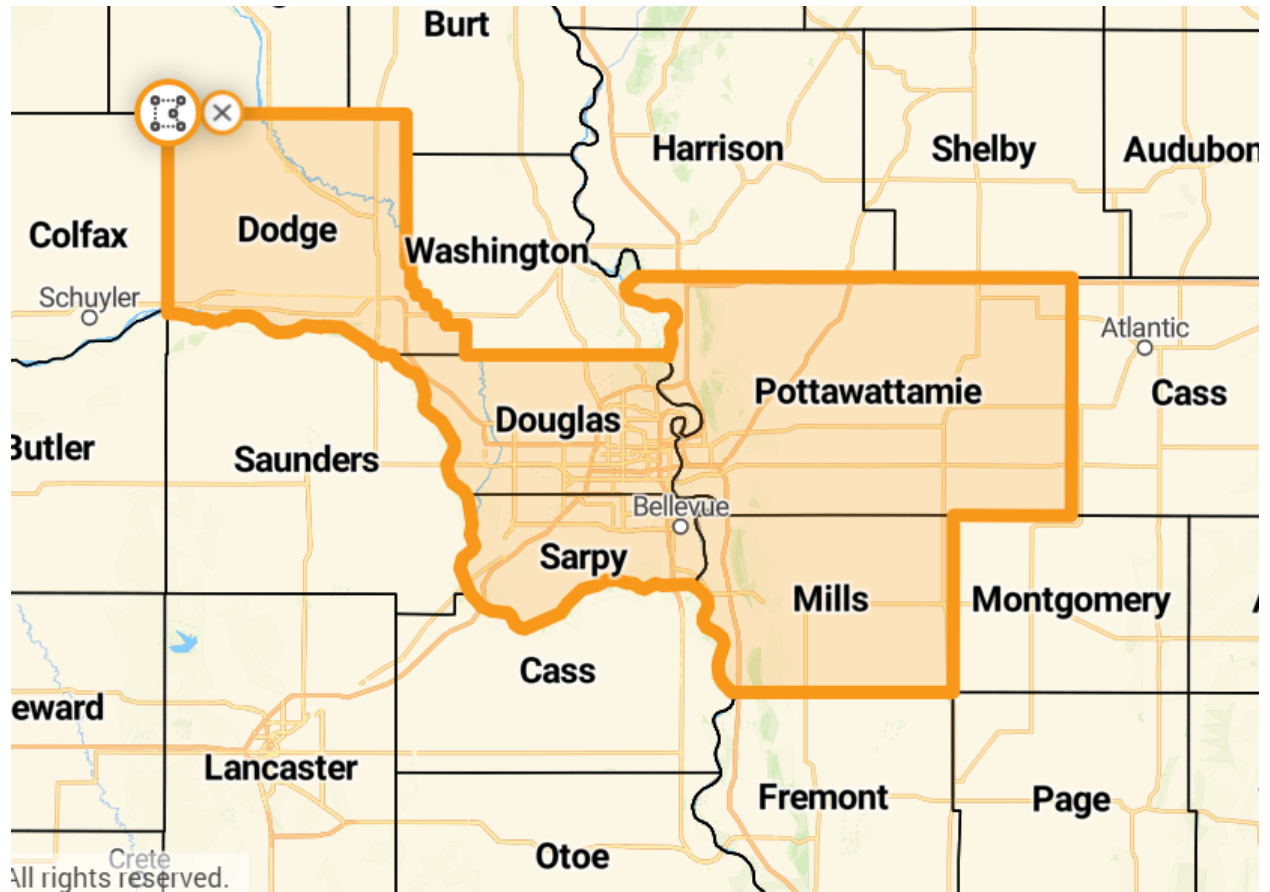 Burt
Harrison
Shelby
Audubon
Colfax
Dodge
Washington
Schuyler
Atlantic
Pottawattamie
Cass
Douglas
Butler
Saunders
Bellevue
Sarpy
Mills
Montgomery
Cass
eward
Lancaster
Fremont
Page
Otoe
Crete
All rights reserved.